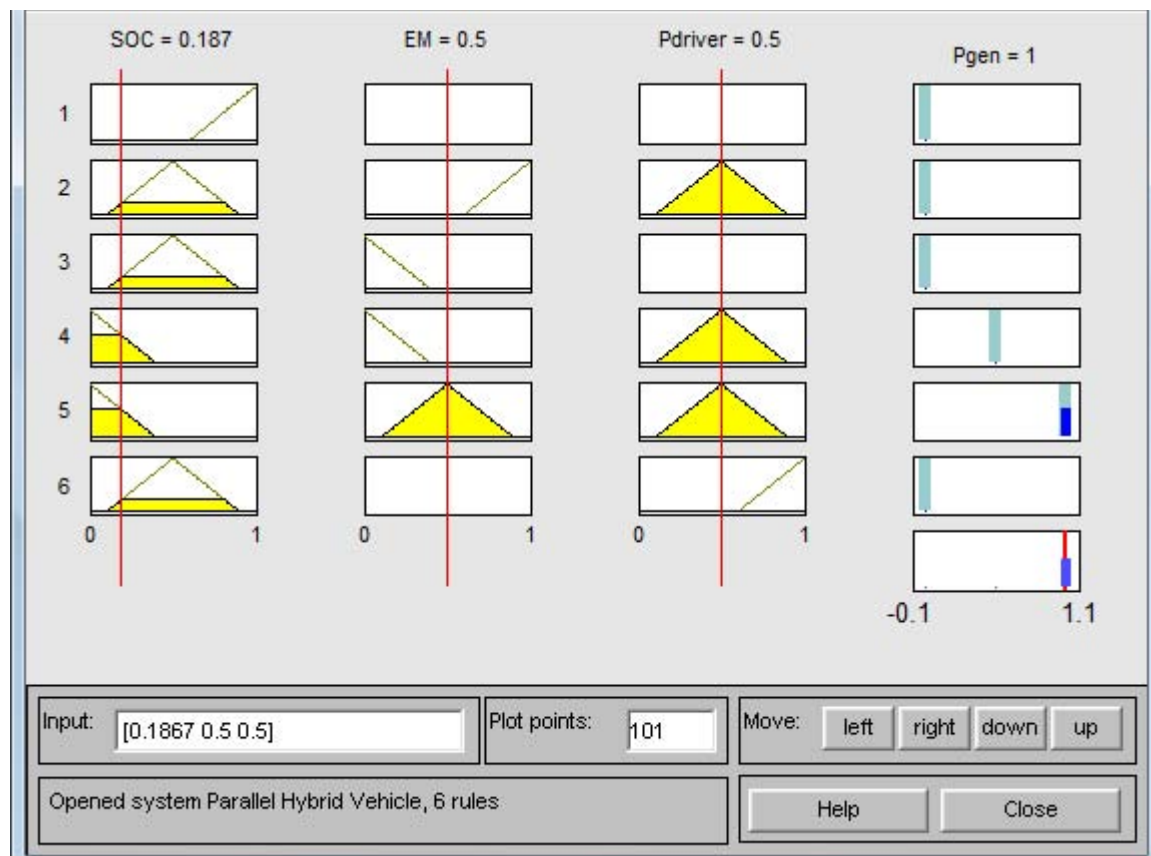 SOC = 0.187 EM = 0.5 Pdriver = 0.5 Pgen = 1
1
2
3
4
5
6
0 1 0 1 0 1
-0.1 1.1
Input: [0.1867 0.5 0.5] Plot points: 101 Move: left right down up
Opened system Parallel Hybrid Vehicle, 6 rules Help Close